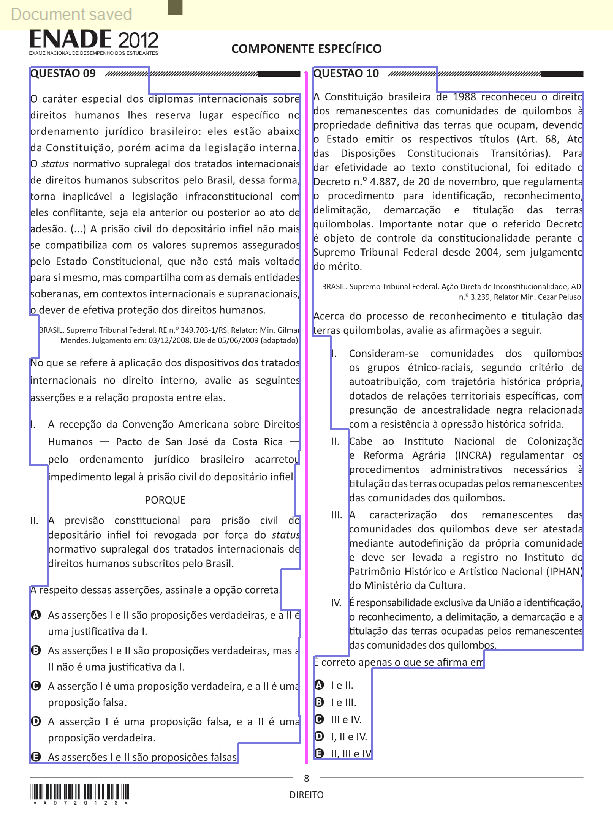 Document saved
ENADE 2012
EXAME NACIONAL DE DESEMPENHO DOS ESTUDANTES
COMPONENTE ESPECÍFICO
QUESTÃO 09
O caráter especial dos diplomas internacionais sobre
direitos humanos lhes reserva lugar específico no
ordenamento jurídico brasileiro: eles estão abaixo
da Constituição, porém acima da legislação interna.
O status normativo supralegal dos tratados internacionais
de direitos humanos subscritos pelo Brasil, dessa forma,
torna inaplicável a legislação infraconstitucional com
eles conflitante, seja ela anterior ou posterior ao ato de
adesão. (...) A prisão civil do depositário infiel não mais
se compatibiliza com os valores supremos assegurados
pelo Estado Constitucional, que não está mais voltado
para si mesmo, mas compartilha com as demais entidades
soberanas, em contextos internacionais e supranacionais,
o dever de efetiva proteção dos direitos humanos.
BRASIL. Supremo Tribunal Federal. RE n.º 349.703-1/RS. Relator: Min. Gilmar
Mendes. Julgamento em: 03/12/2008. DJe de 05/06/2009 (adaptado)
No que se refere à aplicação dos dispositivos dos tratados
internacionais no direito interno, avalie as seguintes
asserções e a relação proposta entre elas.
I. A recepção da Convenção Americana sobre Direitos
Humanos — Pacto de San José da Costa Rica —
pelo ordenamento jurídico brasileiro acarretou
impedimento legal à prisão civil do depositário infiel
PORQUE
II. A previsão constitucional para prisão civil do
depositário infiel foi revogada por força do status
normativo supralegal dos tratados internacionais de
direitos humanos subscritos pelo Brasil.
A respeito dessas asserções, assinale a opção correta
A As asserções I e II são proposições verdadeiras, e a II é
uma justificativa da I.
B As asserções I e II são proposições verdadeiras, mas a
II não é uma justificativa da I.
C A asserção I é uma proposição verdadeira, e a II é uma
proposição falsa.
D A asserção I é uma proposição falsa, e a II é uma
proposição verdadeira.
E As asserções I e II são proposições falsas
QUESTÃO 10
A Constituição brasileira de 1988 reconheceu o direito
dos remanescentes das comunidades de quilombos à
propriedade definitiva das terras que ocupam, devendo
o Estado emitir os respectivos títulos (Art. 68, Ato
das Disposições Constitucionais Transitórias). Para
dar efetividade ao texto constitucional, foi editado o
Decreto n.º 4.887, de 20 de novembro, que regulamenta
o procedimento para identificação, reconhecimento,
delimitação, demarcação e titulação das terras
quilombolas. Importante notar que o referido Decreto
é objeto de controle da constitucionalidade perante o
Supremo Tribunal Federal desde 2004, sem julgamento
do mérito.
BRASIL. Supremo Tribunal Federal. Ação Direta de Inconstitucionalidade, ADI
n.º 3.239, Relator Min. Cezar Peluso.
Acerca do processo de reconhecimento e titulação das
terras quilombolas, avalie as afirmações a seguir.
I. Consideram-se comunidades dos quilombos
os grupos étnico-raciais, segundo critério de
autoatribuição, com trajetória histórica própria,
dotados de relações territoriais específicas, com
presunção de ancestralidade negra relacionada
com a resistência à opressão histórica sofrida.
II. Cabe ao Instituto Nacional de Colonização
e Reforma Agrária (INCRA) regulamentar os
procedimentos administrativos necessários à
titulação das terras ocupadas pelos remanescentes
das comunidades dos quilombos.
III. A caracterização dos remanescentes das
comunidades dos quilombos deve ser atestada
mediante autodefinição da própria comunidade
e deve ser levada a registro no Instituto do
Patrimônio Histórico e Artístico Nacional (IPHAN)
do Ministério da Cultura.
IV. É responsabilidade exclusiva da União a identificação,
o reconhecimento, a delimitação, a demarcação e a
titulação das terras ocupadas pelos remanescentes
das comunidades dos quilombos.
É correto apenas o que se afirma em
A I e II.
B I e III.
C III e IV.
D I, II e IV.
E II, III e IV
8
DIREITO
* A 0 7 2 0 1 2 8 *